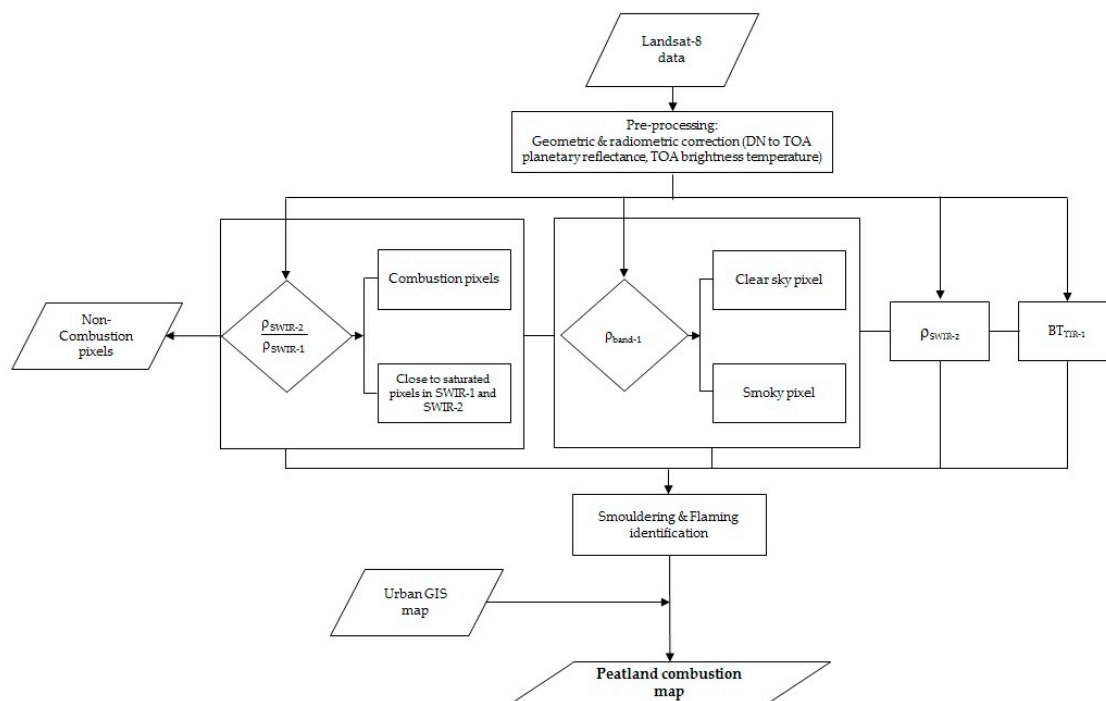 Landsat-8
data
Pre-processing:
Geometric & radiometric correction (DN to TOA
planetary reflectance, TOA brightness temperature)
Non-
Combustion
pixels
ρSWIR-2
ρSWIR-1
Combustion pixels
Close to saturated
pixels in SWIR-1 and
SWIR-2
ρband-1
Clear sky pixel
Smoky pixel
ρSWIR-2
BTTIR-1
Smouldering & Flaming
identification
Urban GIS
map
Peatland combustion
map